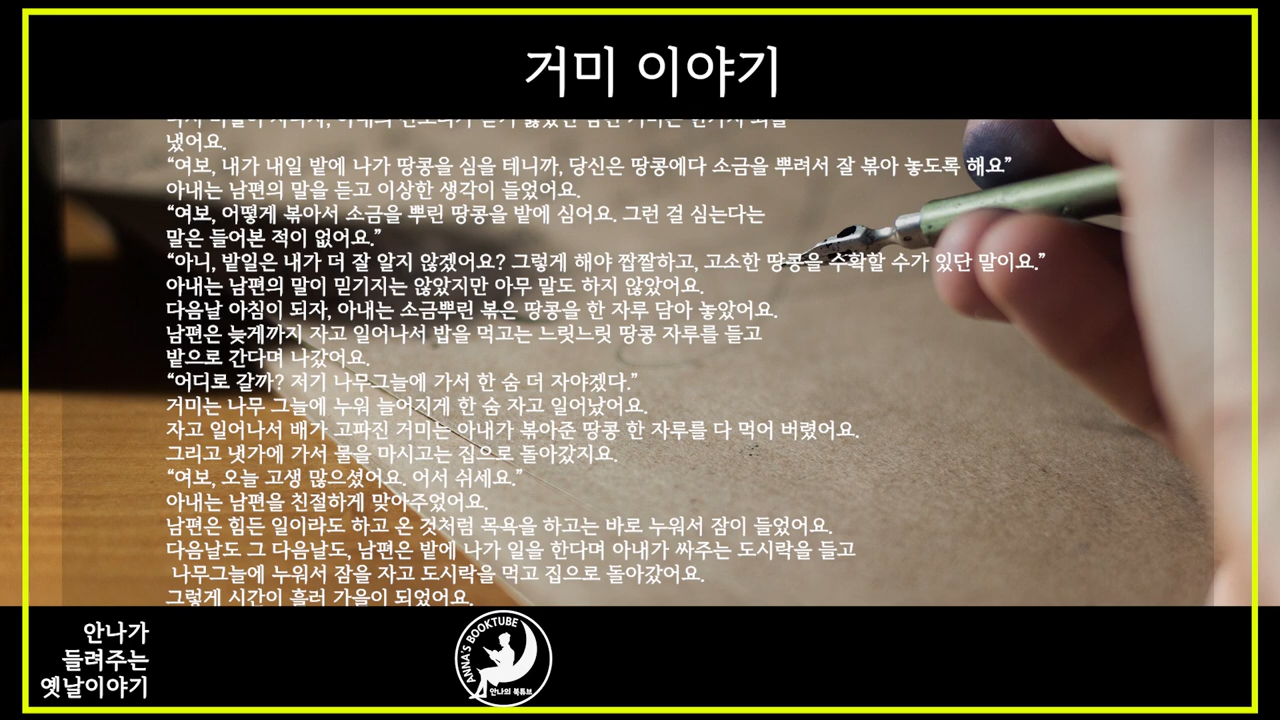 거미 이야기
냈어요.
“여보, 내가 내일 밭에 나가 땅콩을 심을 테니까, 당신은 땅콩에다 소금을 뿌려서 잘 볶아 놓도록 해요”
아내는 남편의 말을 듣고 이상한 생각이 들었어요.
“여보, 어떻게 볶아서 소금을 뿌린 땅콩을 밭에 심어요. 그런 걸 심는다는
말은 들어본 적이 없어요.”
“아니, 밭일은 내가 더 잘 알지 않겠어요? 그렇게 해야 짭짤하고, 고소한 땅콩을 수확할 수가 있단 말이요.”
아내는 남편의 말이 믿기지는 않았지만 아무 말도 하지 않았어요.
다음날 아침이 되자, 아내는 소금뿌린 볶은 땅콩을 한 자루 담아 놓았어요.
남편은 늦게까지 자고 일어나서 밥을 먹고는 느릿느릿 땅콩 자루를 들고
밭으로 간다며 나갔어요.
“어디로 갈까? 저기 나무그늘에 가서 한 숨 더 자야겠다.”
거미는 나무 그늘에 누워 늘어지게 한 숨 자고 일어났어요.
자고 일어나서 배가 고파진 거미는 아내가 볶아준 땅콩 한 자루를 다 먹어 버렸어요.
그리고 냇가에 가서 물을 마시고는 집으로 돌아갔지요.
“여보, 오늘 고생 많으셨어요. 어서 쉬세요.”
아내는 남편을 친절하게 맞아주었어요.
남편은 힘든 일이라도 하고 온 것처럼 목욕을 하고는 바로 누워서 잠이 들었어요.
다음날도 그 다음날도, 남편은 밭에 나가 일을 한다며 아내가 싸주는 도시락을 들고
나무그늘에 누워서 잠을 자고 도시락을 먹고 집으로 돌아갔어요.
그렇게 시간이 흘러 가을이 되었어요.
안나가
들려주는
옛날이야기
ANNA'S BOOKTUBE
안나의 북튜브